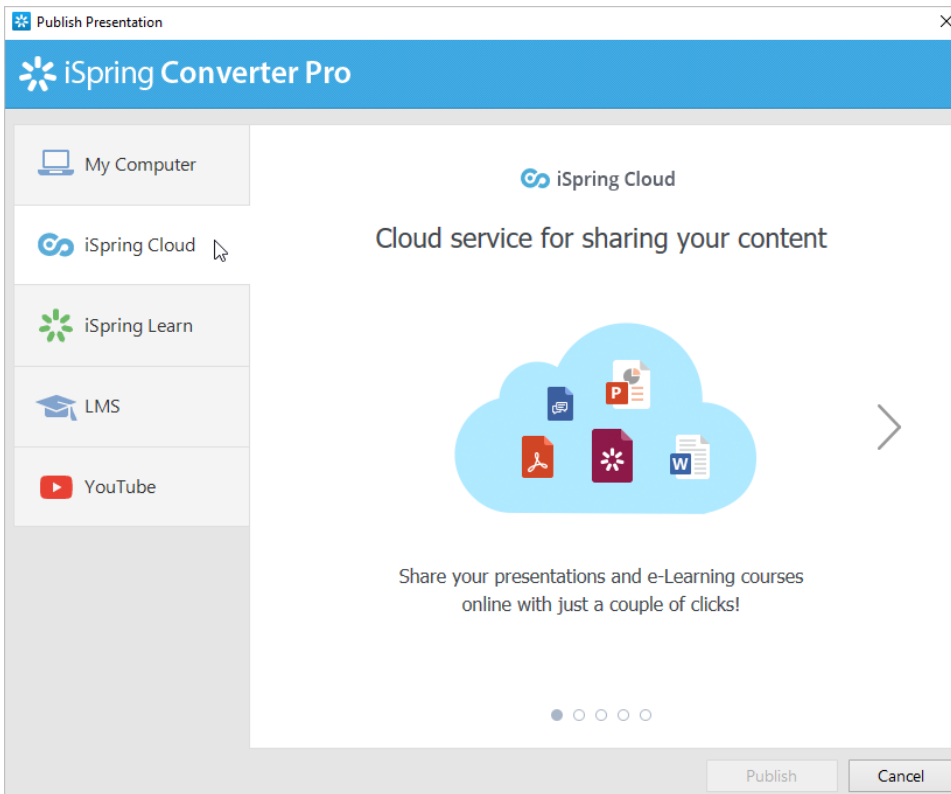 Publish Presentation
iSpring Converter Pro
My Computer
iSpring Cloud
iSpring Learn
LMS
YouTube
iSpring Cloud
Cloud service for sharing your content
P
W
Share your presentations and e-Learning courses
online with just a couple of clicks!
Publish
Cancel